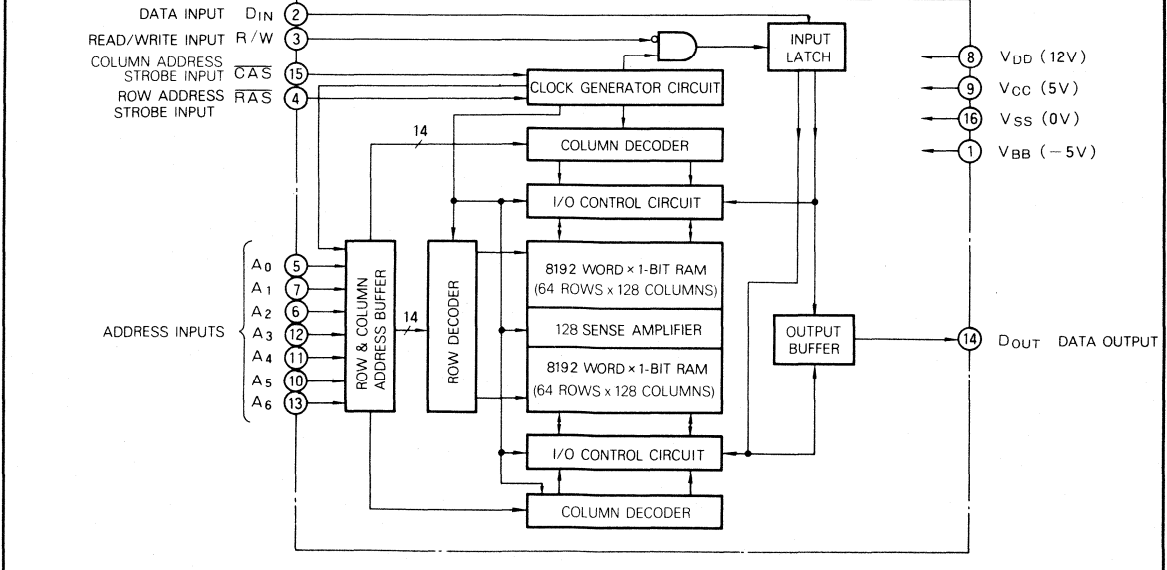 DATA INPUT DIN 2
READ/WRITE INPUT R/W 3
COLUMN ADDRESS
STROBE INPUT CAS 15
ROW ADDRESS RAS 4
STROBE INPUT
INPUT
LATCH
CLOCK GENERATOR CIRCUIT
14
COLUMN DECODER
I/O CONTROL CIRCUIT
8 VDD (12V)
9 VCC (5V)
16 VSS (0V)
1 VBB (−5V)
ADDRESS INPUTS
A0 5
A1 7
A2 6
A3 12
A4 11
A5 10
A6 13
ROW & COLUMN
ADDRESS BUFFER
14
ROW DECODER
8192 WORD × 1-BIT RAM
(64 ROWS × 128 COLUMNS)
128 SENSE AMPLIFIER
8192 WORD × 1-BIT RAM
(64 ROWS × 128 COLUMNS)
OUTPUT
BUFFER
14 DOUT DATA OUTPUT
I/O CONTROL CIRCUIT
COLUMN DECODER